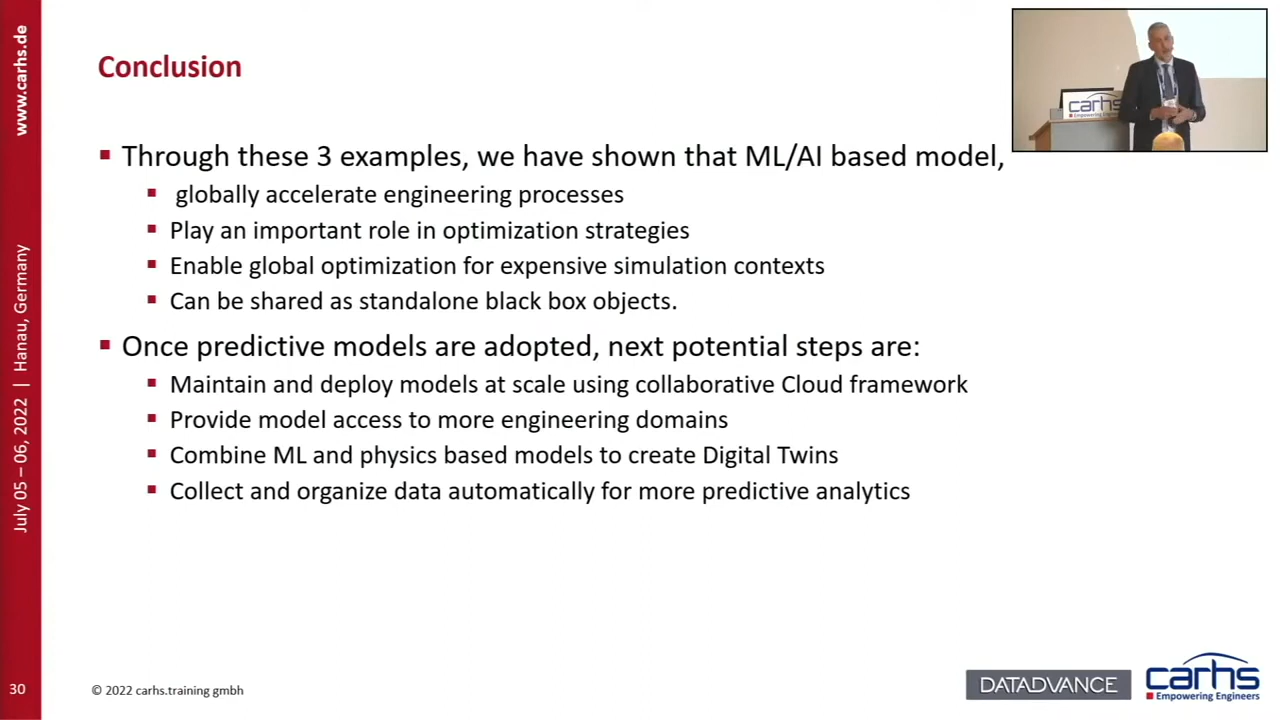 www.carhs.de
July 05 – 06, 2022 | Hanau, Germany
Conclusion
Through these 3 examples, we have shown that ML/AI based model,
globally accelerate engineering processes
Play an important role in optimization strategies
Enable global optimization for expensive simulation contexts
Can be shared as standalone black box objects.
Once predictive models are adopted, next potential steps are:
Maintain and deploy models at scale using collaborative Cloud framework
Provide model access to more engineering domains
Combine ML and physics based models to create Digital Twins
Collect and organize data automatically for more predictive analytics
carhs
Empowering Engineers
30
© 2022 carhs.training gmbh
DATADVANCE
carhs
Empowering Engineers